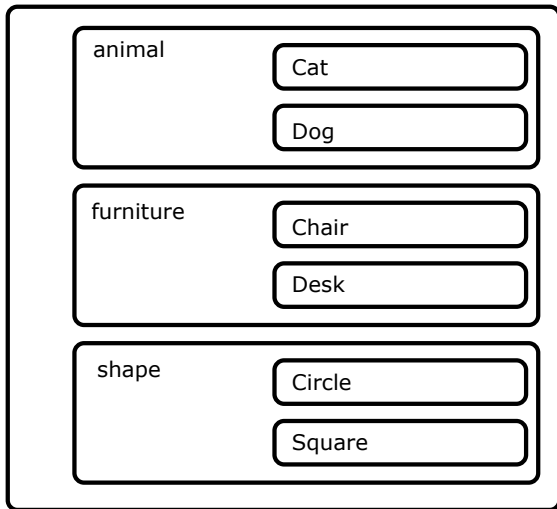 animal
Cat
Dog
furniture
Chair
Desk
shape
Circle
Square